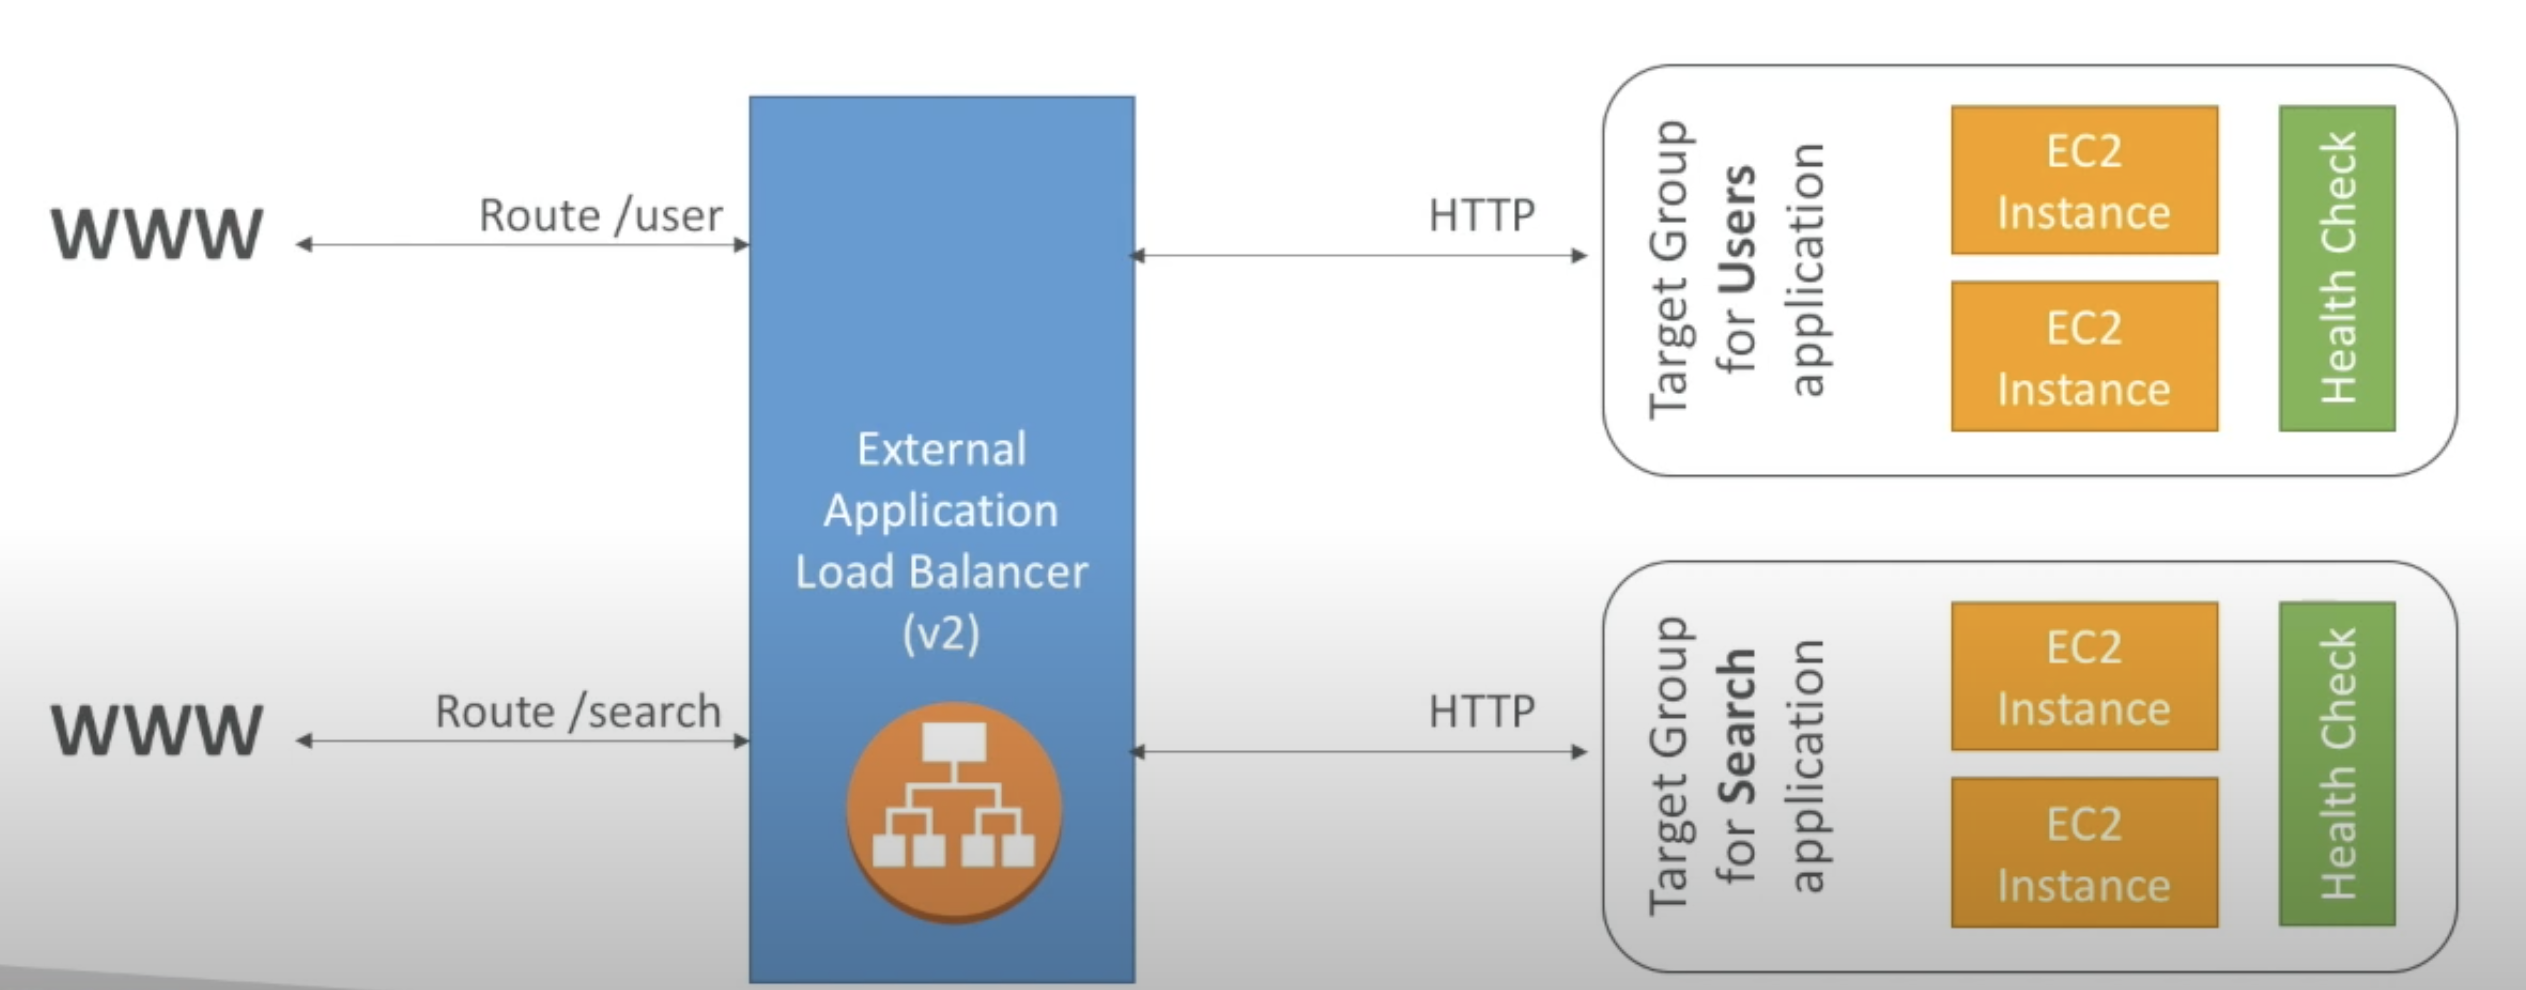 WWW
Route /user
HTTP
Target Group
for Users
application
EC2
Instance
EC2
Instance
Health Check
External
Application
Load Balancer
(v2)
WWW
Route /search
HTTP
Target Group
for Search
application
EC2
Instance
EC2
Instance
Health Check